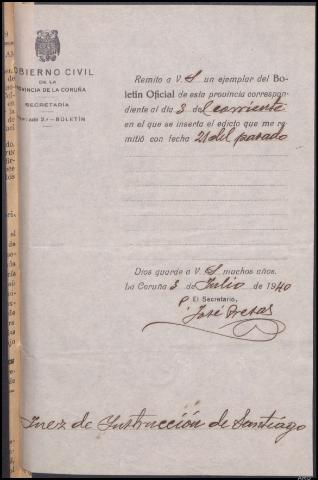 GOBIERNO CIVIL
DE LA
PROVINCIA DE LA CORUÑA
SECRETARÍA
2.º - BOLETÍN
Remito a V. S. un ejemplar del Bo-
letín Oficial de esta provincia correspon-
diente al día 3 del corriente
en el que se inserta el edicto que me re-
mitió con fecha 21 del pasado
Dios guarde a V. S. muchos años.
La Coruña 3 de Julio de 1940
P. El Secretario,
José Presas
Juez de Instrucción de Santiago